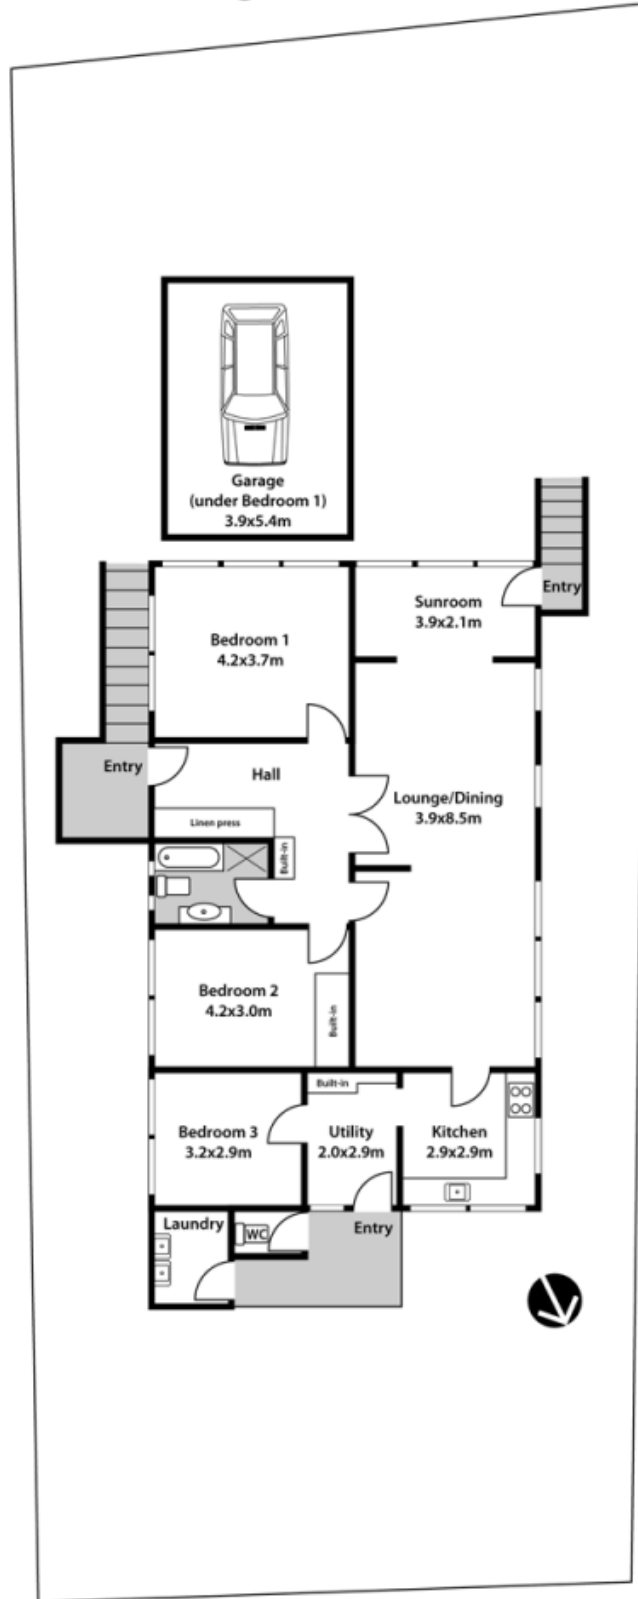 Garage
(under Bedroom 1)
3.9x5.4m
Entry
Sunroom
3.9x2.1m
Bedroom 1
4.2x3.7m
Entry
Hall
Lounge/Dining
3.9x8.5m
Linen press
Built-in
Bedroom 2
4.2x3.0m
Built-in
Built-in
Bedroom 3
3.2x2.9m
Utility
2.0x2.9m
Kitchen
2.9x2.9m
Laundry
WC
Entry